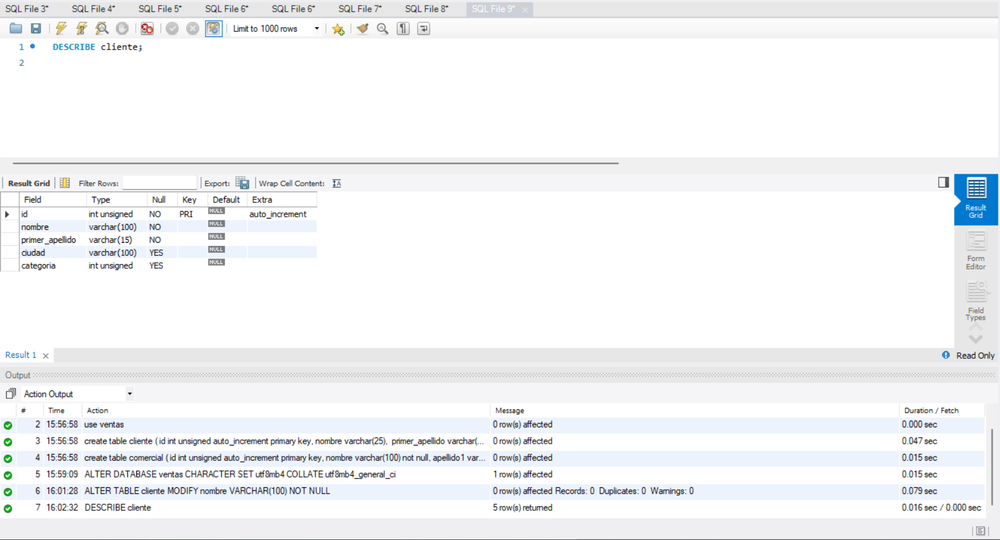 SQL File 3* SQL File 4* SQL File 5* SQL File 6* SQL File 6* SQL File 7* SQL File 8* SQL File 9*
Limit to 1000 rows
1 DESCRIBE cliente;
2
Result Grid Filter Rows: Export: Wrap Cell Content:
Field Type Null Key Default Extra
id int unsigned NO PRI NULL auto_increment
nombre varchar(100) NO NULL
primer_apellido varchar(15) NO NULL
ciudad varchar(100) YES NULL
categoria int unsigned YES NULL
Result
Grid
Form
Editor
Field
Types
Result 1 Read Only
Output
Action Output
# Time Action Message Duration / Fetch
2 15:56:58 use ventas 0 row(s) affected 0.000 sec
3 15:56:58 create table cliente ( id int unsigned auto_increment primary key, nombre varchar(25), primer_apellido varchar(... 0 row(s) affected 0.047 sec
4 15:56:58 create table comercial ( id int unsigned auto_increment primary key, nombre varchar(100) not null, apellido1 var... 0 row(s) affected 0.015 sec
5 15:59:09 ALTER DATABASE ventas CHARACTER SET utf8mb4 COLLATE utf8mb4_general_ci 1 row(s) affected 0.015 sec
6 16:01:28 ALTER TABLE cliente MODIFY nombre VARCHAR(100) NOT NULL 0 row(s) affected Records: 0 Duplicates: 0 Warnings: 0 0.079 sec
7 16:02:32 DESCRIBE cliente 5 row(s) returned 0.016 sec / 0.000 sec